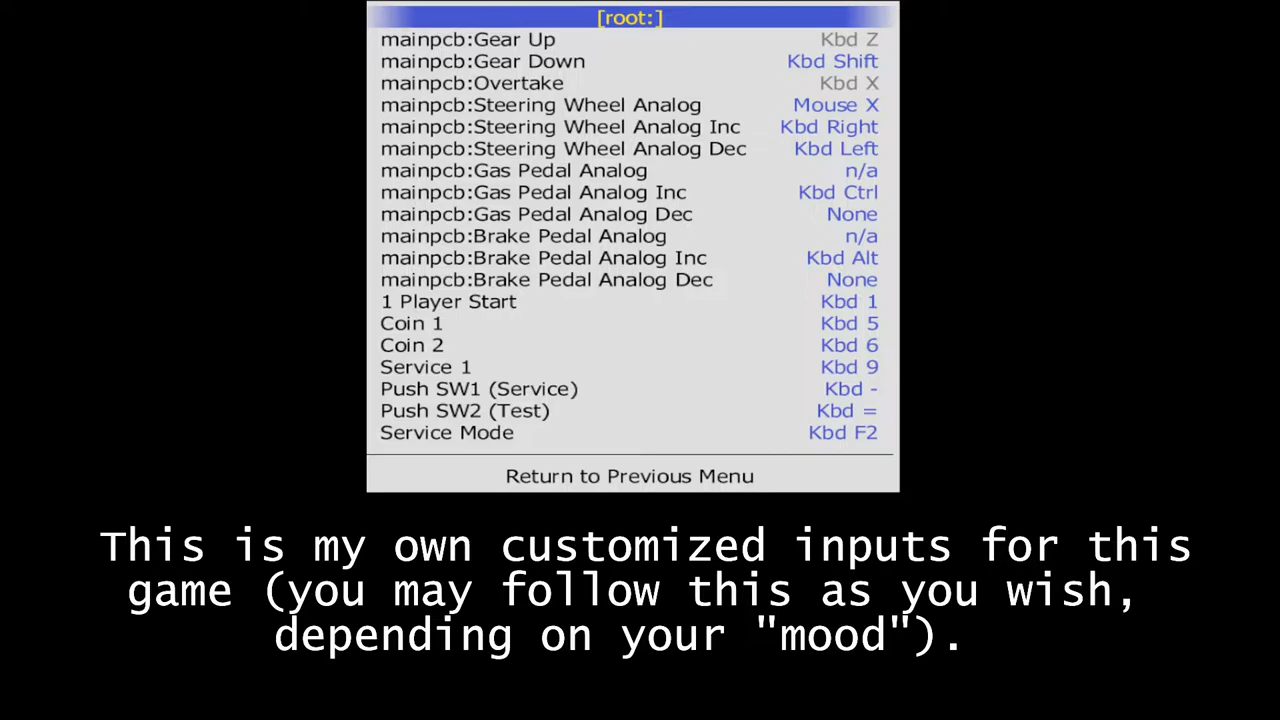 [root:]
mainpcb:Gear Up Kbd Z
mainpcb:Gear Down Kbd Shift
mainpcb:Overtake Kbd X
mainpcb:Steering Wheel Analog Mouse X
mainpcb:Steering Wheel Analog Inc Kbd Right
mainpcb:Steering Wheel Analog Dec Kbd Left
mainpcb:Gas Pedal Analog n/a
mainpcb:Gas Pedal Analog Inc Kbd Ctrl
mainpcb:Gas Pedal Analog Dec None
mainpcb:Brake Pedal Analog n/a
mainpcb:Brake Pedal Analog Inc Kbd Alt
mainpcb:Brake Pedal Analog Dec None
1 Player Start Kbd 1
Coin 1 Kbd 5
Coin 2 Kbd 6
Service 1 Kbd 9
Push SW1 (Service) Kbd -
Push SW2 (Test) Kbd =
Service Mode Kbd F2
Return to Previous Menu
This is my own customized inputs for this
game (you may follow this as you wish,
depending on your "mood").